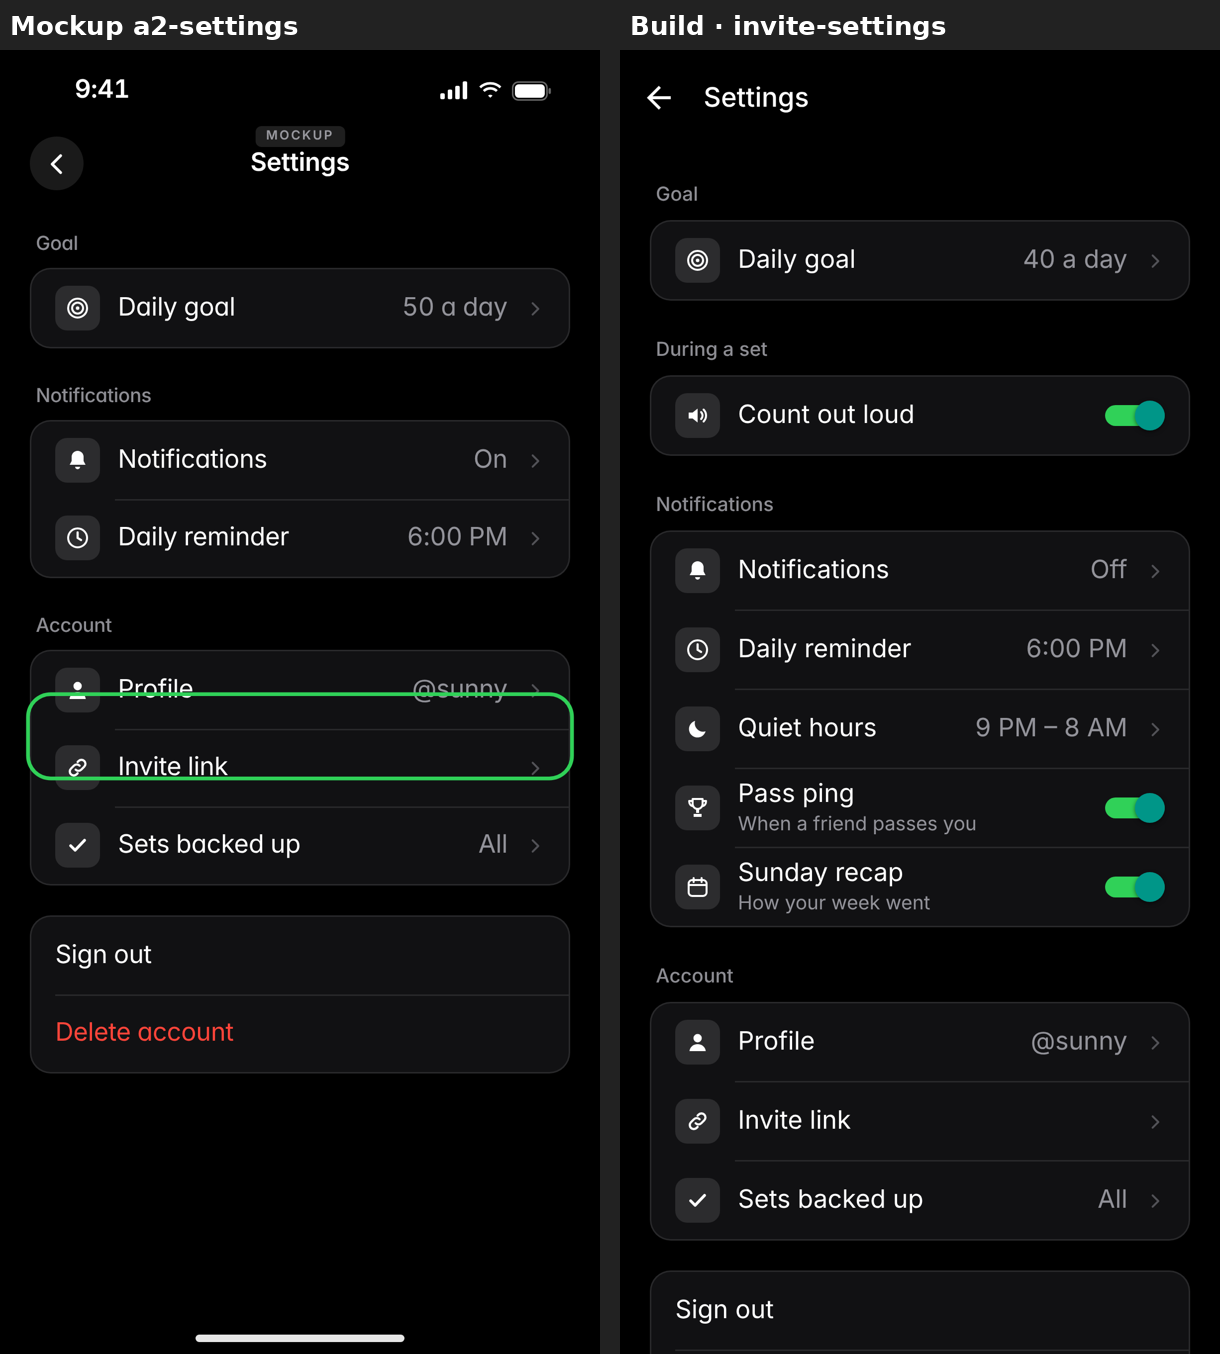 Mockup a2-settings
9:41
MOCKUP
Settings
Goal
Daily goal
50 a day
Notifications
Notifications
On
Daily reminder
6:00 PM
Account
Profile
@sunny
Invite link
Sets backed up
All
Sign out
Delete account
Build · invite-settings
Settings
Goal
Daily goal
40 a day
During a set
Count out loud
Notifications
Notifications
Off
Daily reminder
6:00 PM
Quiet hours
9 PM – 8 AM
Pass ping
When a friend passes you
Sunday recap
How your week went
Account
Profile
@sunny
Invite link
Sets backed up
All
Sign out